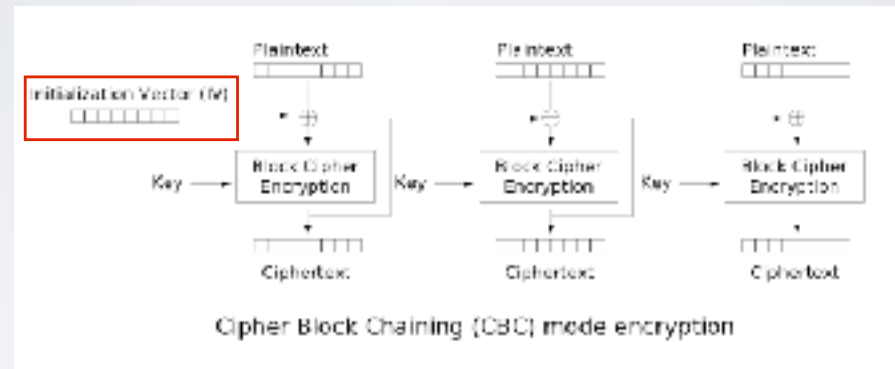 Plaintext Plaintext Plaintext
Initialization Vector (IV)
Key Block Cipher Encryption Key Block Cipher Encryption Key Block Cipher Encryption
Ciphertext Ciphertext Ciphertext
Cipher Block Chaining (CBC) mode encryption